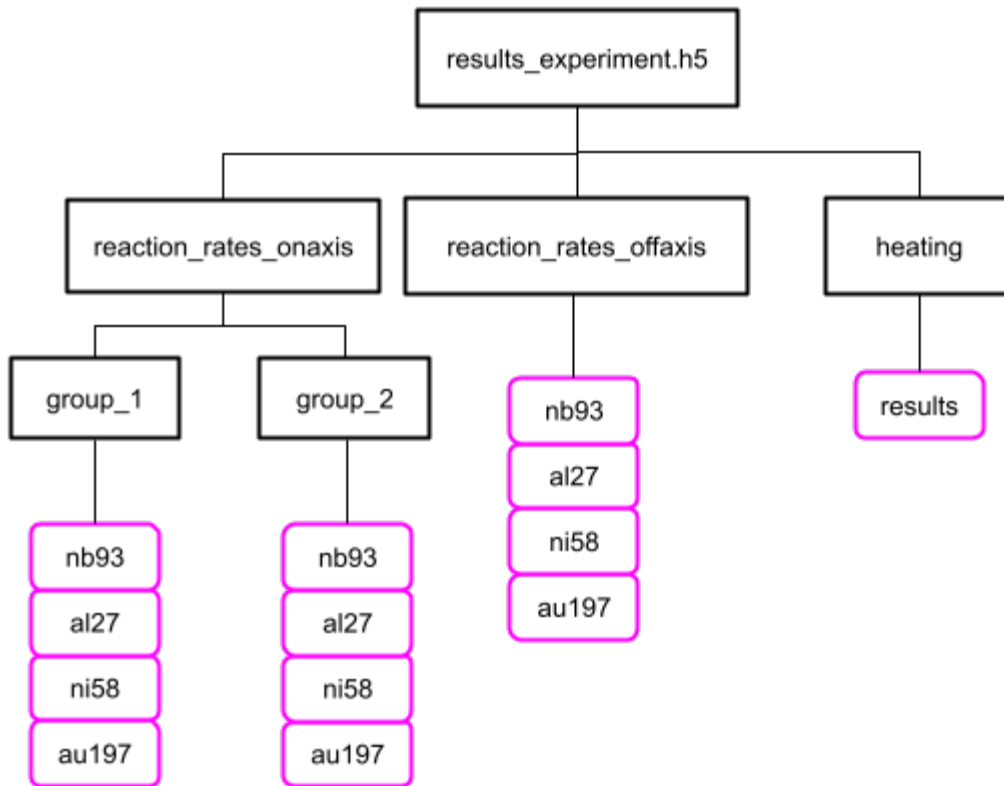 results_experiment.h5
reaction_rates_onaxis
reaction_rates_offaxis
heating
group_1
group_2
nb93
al27
ni58
au197
results
nb93
al27
ni58
au197
nb93
al27
ni58
au197